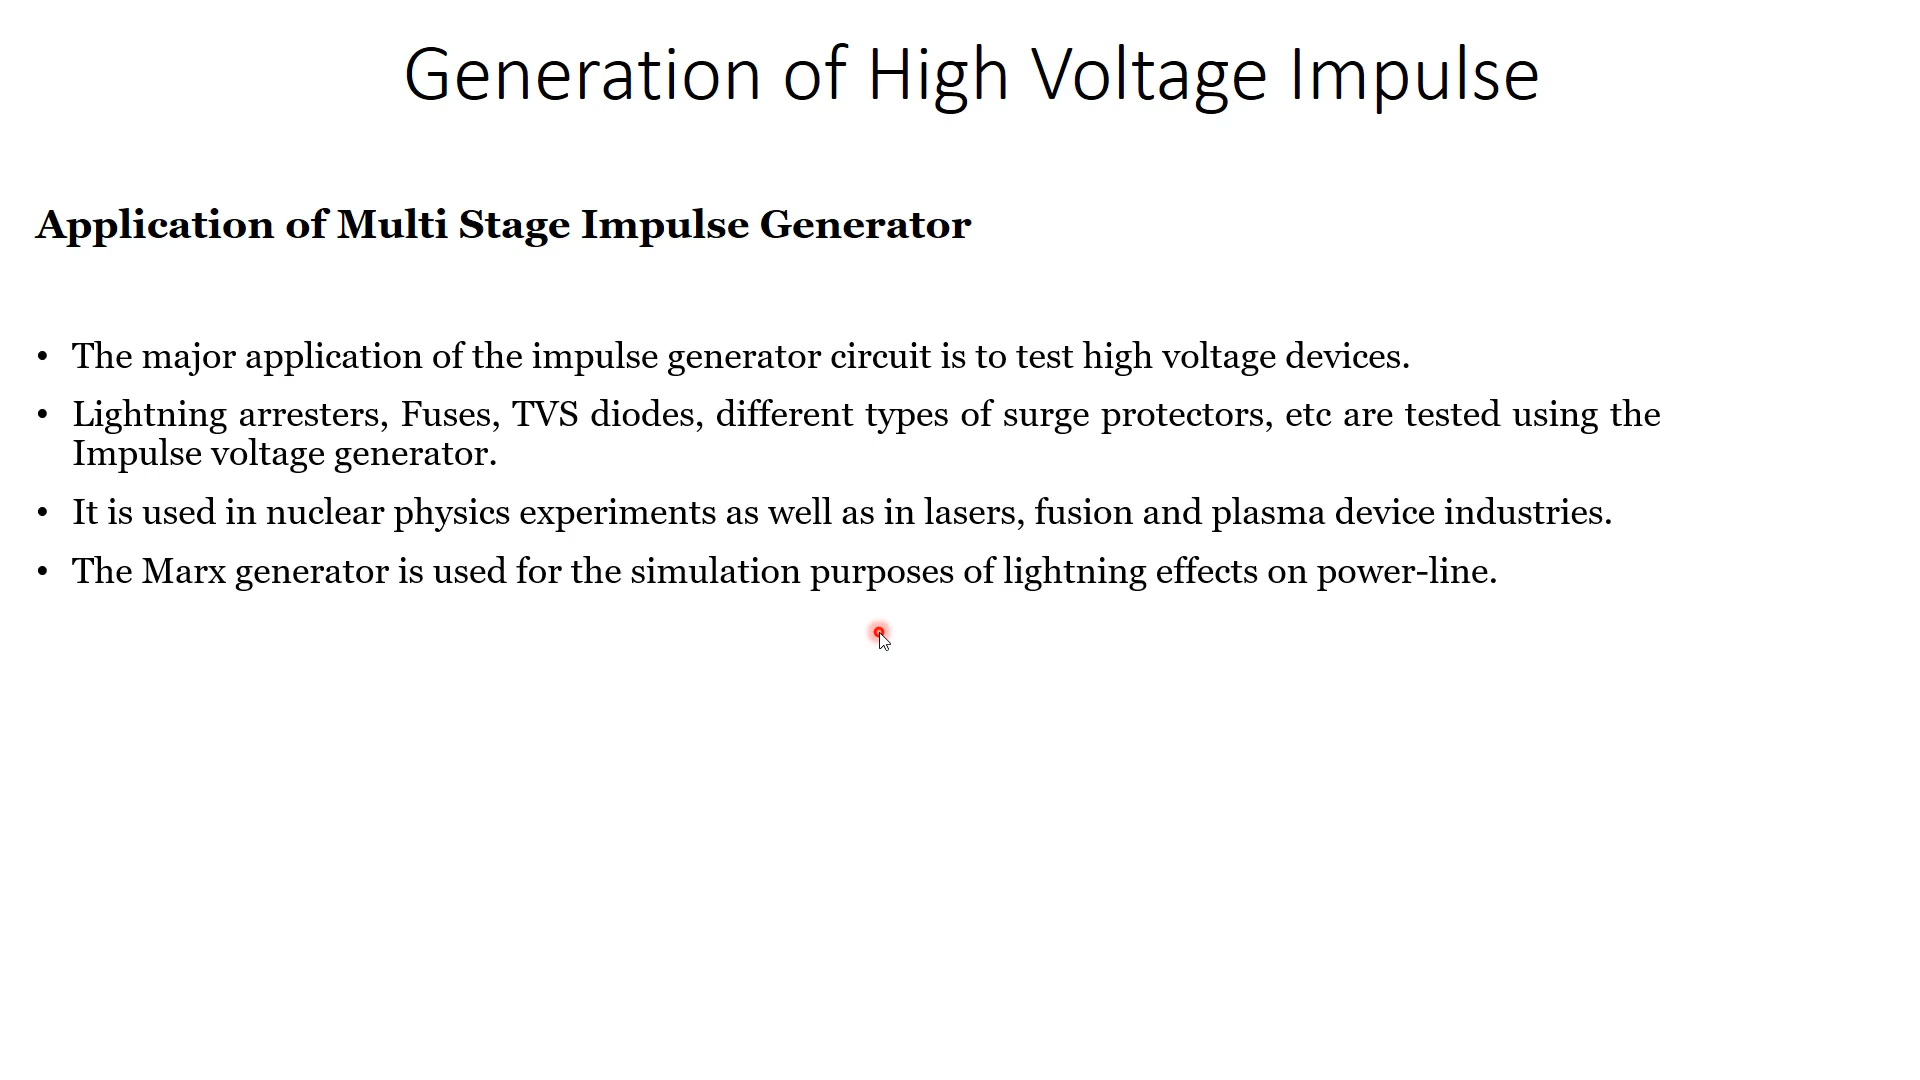 Generation of High Voltage Impulse
Application of Multi Stage Impulse Generator
• The major application of the impulse generator circuit is to test high voltage devices.
• Lightning arresters, Fuses, TVS diodes, different types of surge protectors, etc are tested using the
Impulse voltage generator.
• It is used in nuclear physics experiments as well as in lasers, fusion and plasma device industries.
• The Marx generator is used for the simulation purposes of lightning effects on power-line.